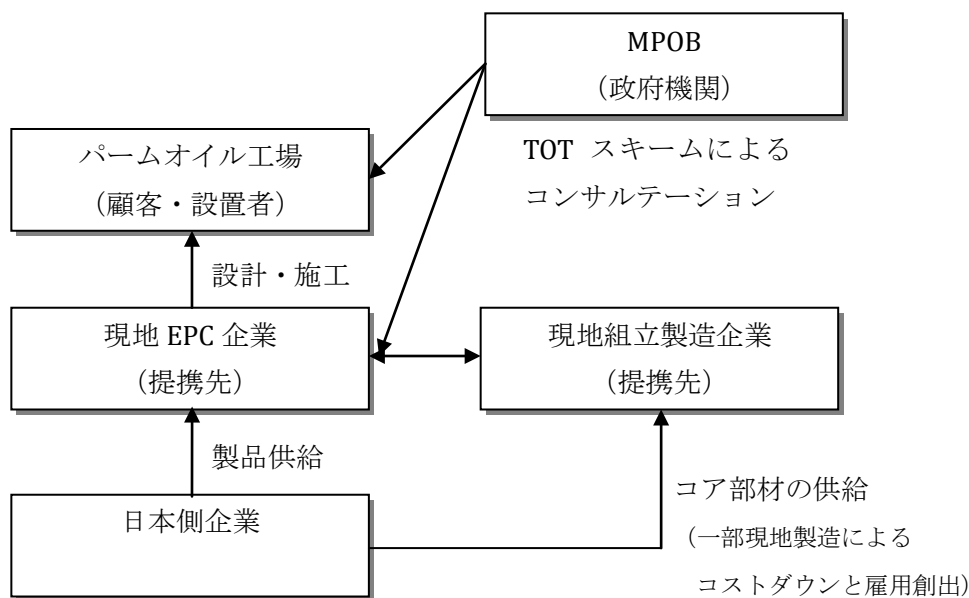 MPOB
（政府機関）
TOT スキームによる
コンサルテーション
パームオイル工場
（顧客・設置者）
設計・施工
現地 EPC 企業
（提携先）
現地組立製造企業
（提携先）
製品供給
日本側企業
コア部材の供給
（一部現地製造による
コストダウンと雇用創出）